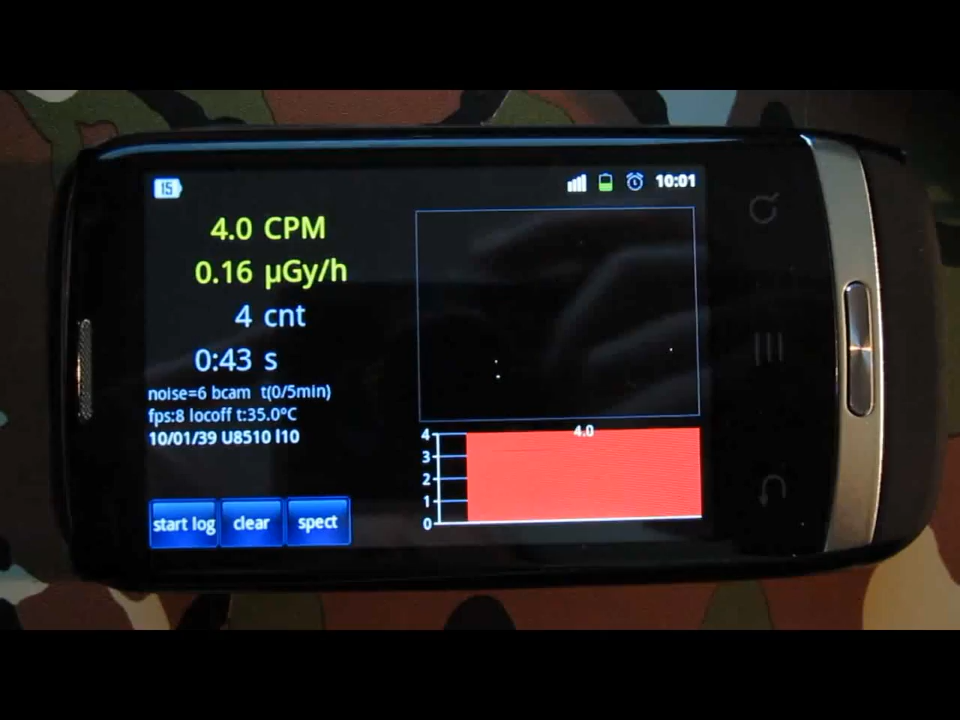 15
10:01
4.0 CPM
0.16 µGy/h
4 cnt
0:43 s
noise=6 bcam t(0/5min)
fps:8 locoff t:35.0ºC
10/01/39 U8510 l10
start log clear spect
4.0
4
3
2
1
0